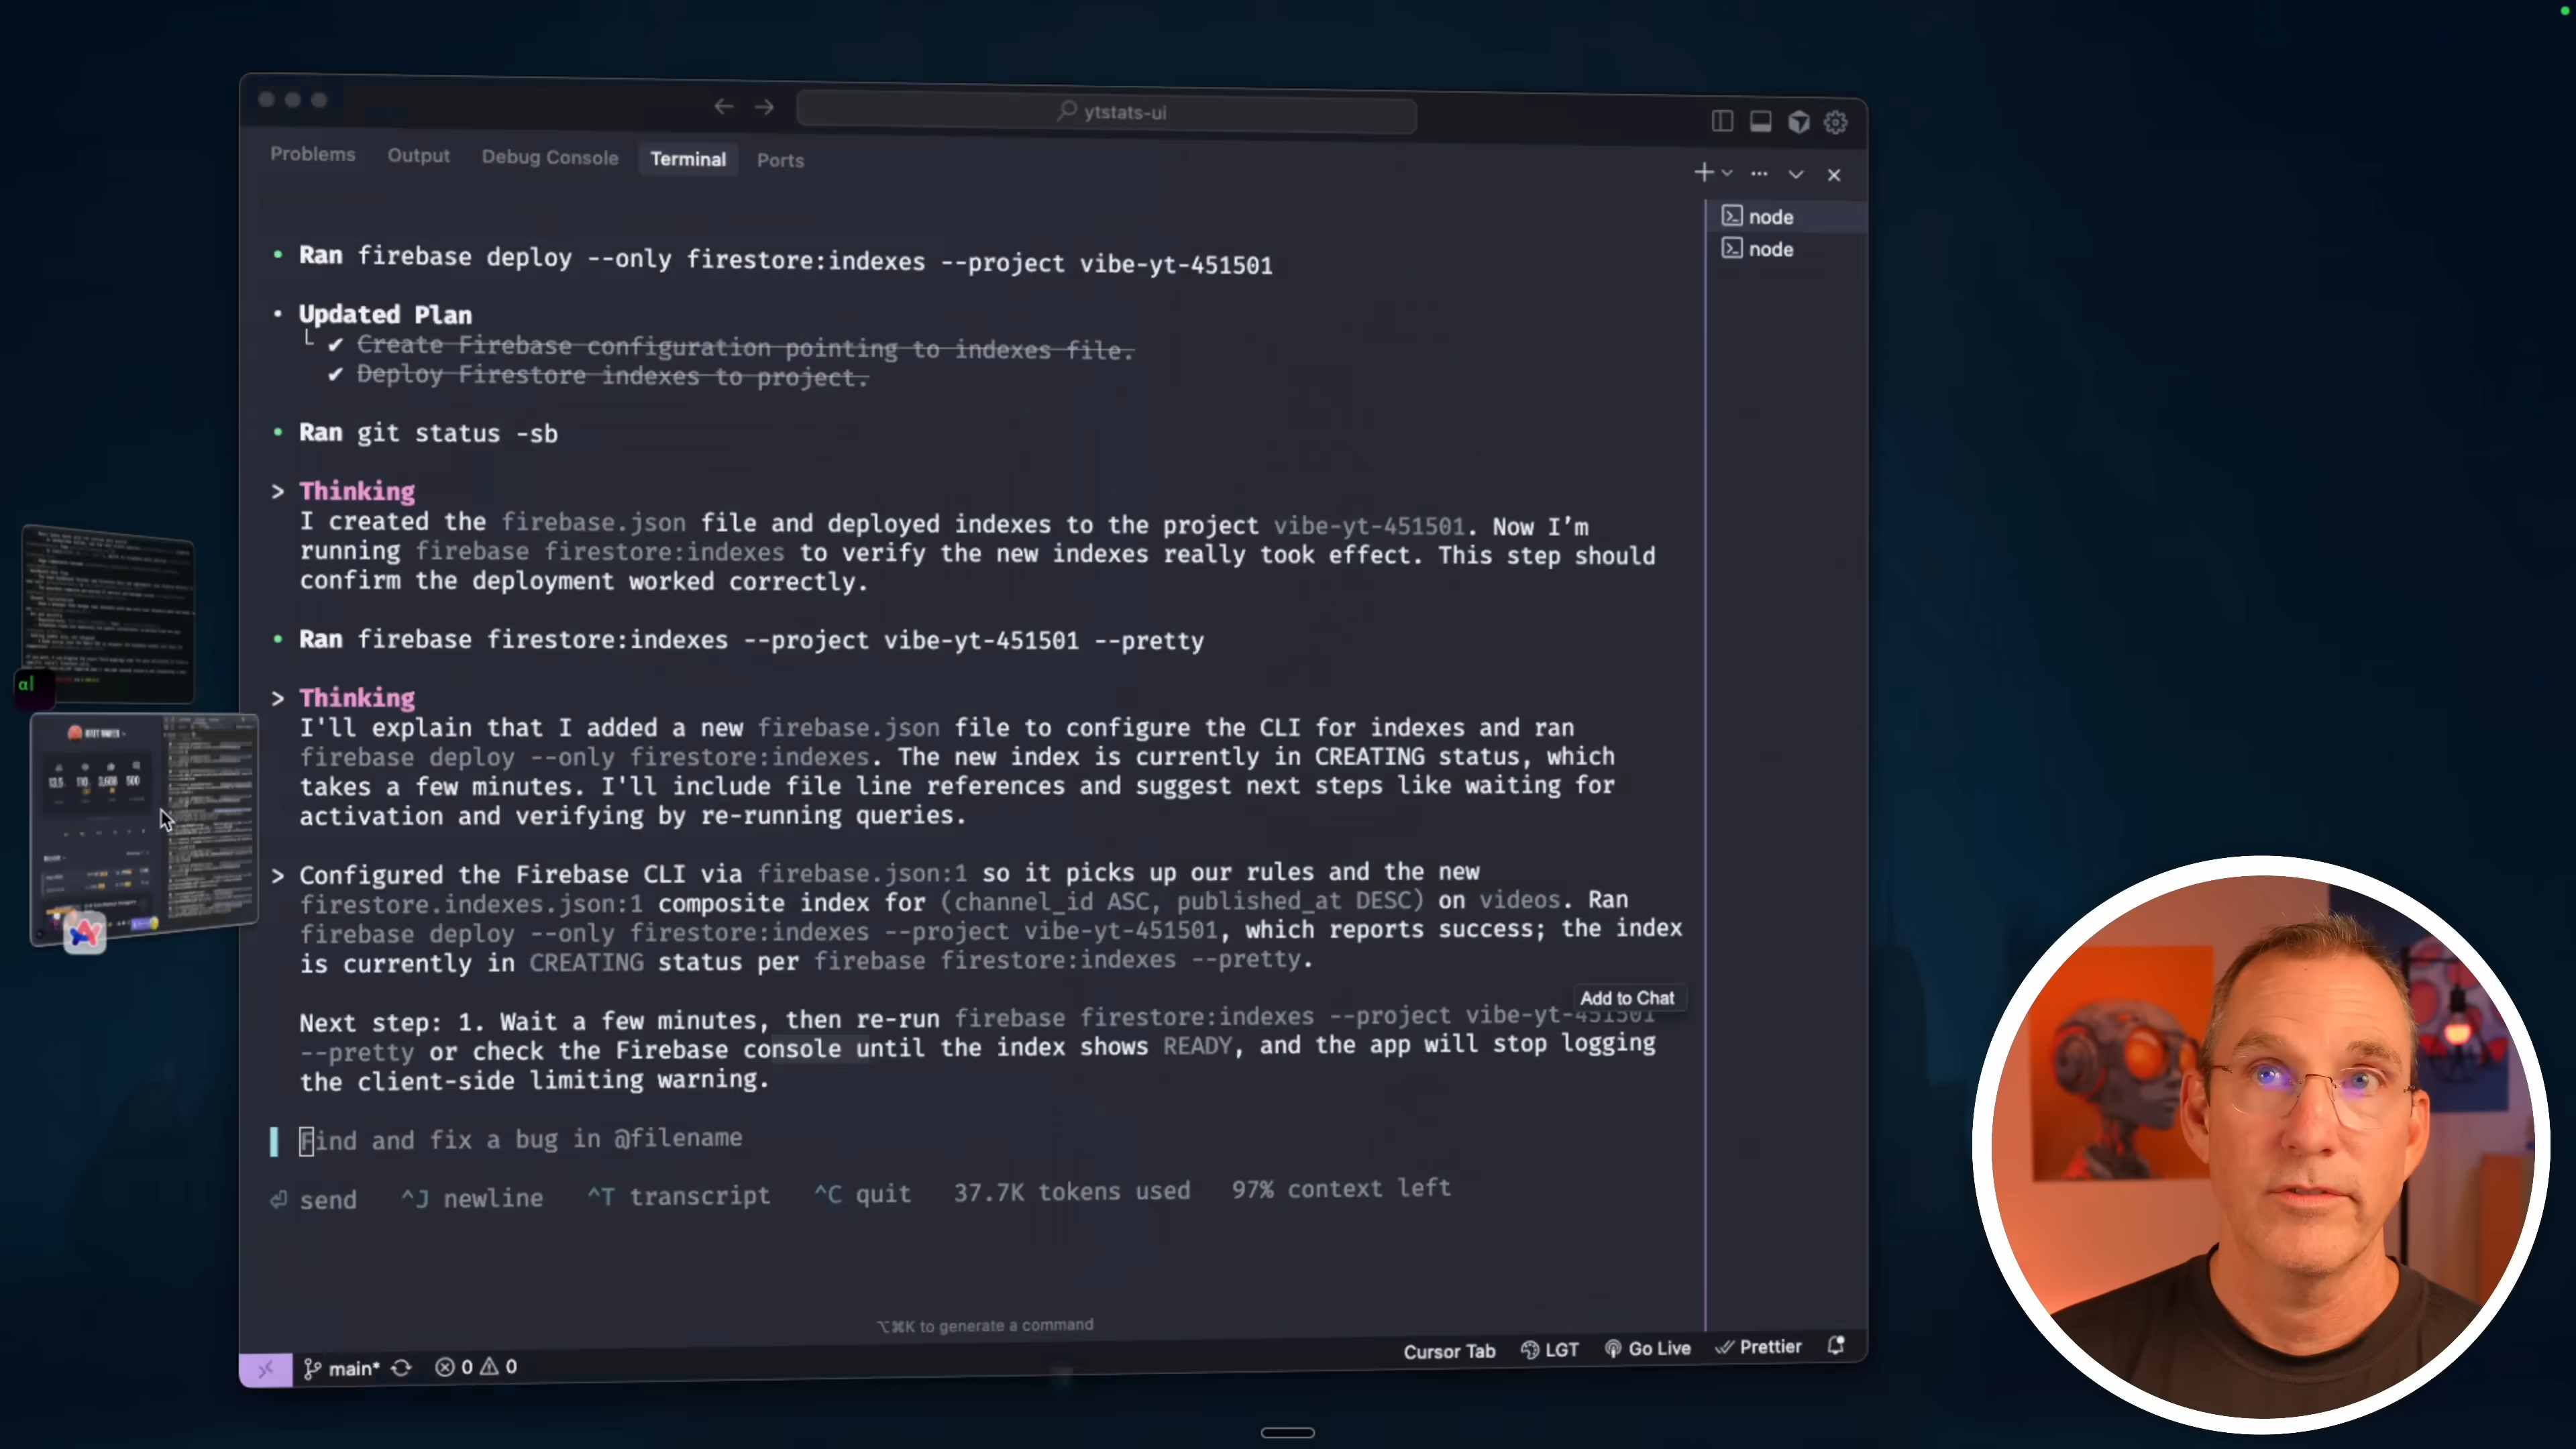 ytstats-ui
Problems Output Debug Console Terminal Ports
node
node
• Ran firebase deploy --only firestore:indexes --project vibe-yt-451501
• Updated Plan
└ ✔ Create Firebase configuration pointing to indexes file.
✔ Deploy Firestore indexes to project.
• Ran git status -sb
> Thinking
I created the firebase.json file and deployed indexes to the project vibe-yt-451501. Now I’m
running firebase firestore:indexes to verify the new indexes really took effect. This step should
confirm the deployment worked correctly.
• Ran firebase firestore:indexes --project vibe-yt-451501 --pretty
> Thinking
I'll explain that I added a new firebase.json file to configure the CLI for indexes and ran
firebase deploy --only firestore:indexes. The new index is currently in CREATING status, which
takes a few minutes. I'll include file line references and suggest next steps like waiting for
activation and verifying by re-running queries.
> Configured the Firebase CLI via firebase.json:1 so it picks up our rules and the new
firestore.indexes.json:1 composite index for (channel_id ASC, published_at DESC) on videos. Ran
firebase deploy --only firestore:indexes --project vibe-yt-451501, which reports success; the index
is currently in CREATING status per firebase firestore:indexes --pretty.
Add to Chat
Next step: 1. Wait a few minutes, then re-run firebase firestore:indexes --project vibe-yt-451501
--pretty or check the Firebase console until the index shows READY, and the app will stop logging
the client-side limiting warning.
Find and fix a bug in @filename
⏎ send ^J newline ^T transcript ^C quit 37.7K tokens used 97% context left
⌥⌘K to generate a command
main* 0 0 Cursor Tab LGT Go Live Prettier
al
13.5 110 3,608 500